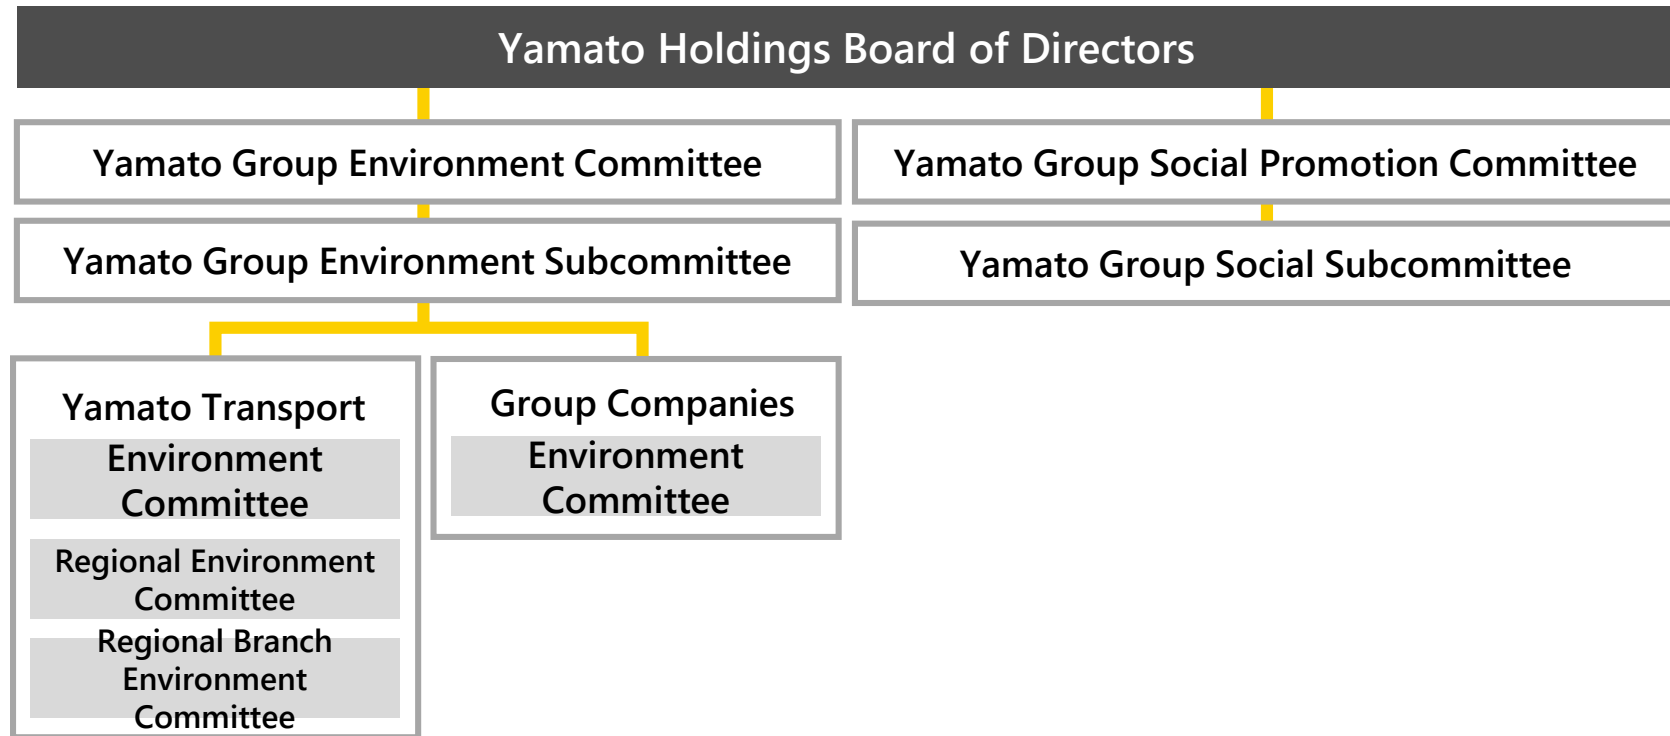 Yamato Holdings Board of Directors
Yamato Group Environment Committee
Yamato Group Social Promotion Committee
Yamato Group Environment Subcommittee
Yamato Group Social Subcommittee
Yamato Transport
Environment
Committee
Regional Environment
Committee
Regional Branch
Environment
Committee
Group Companies
Environment
Committee